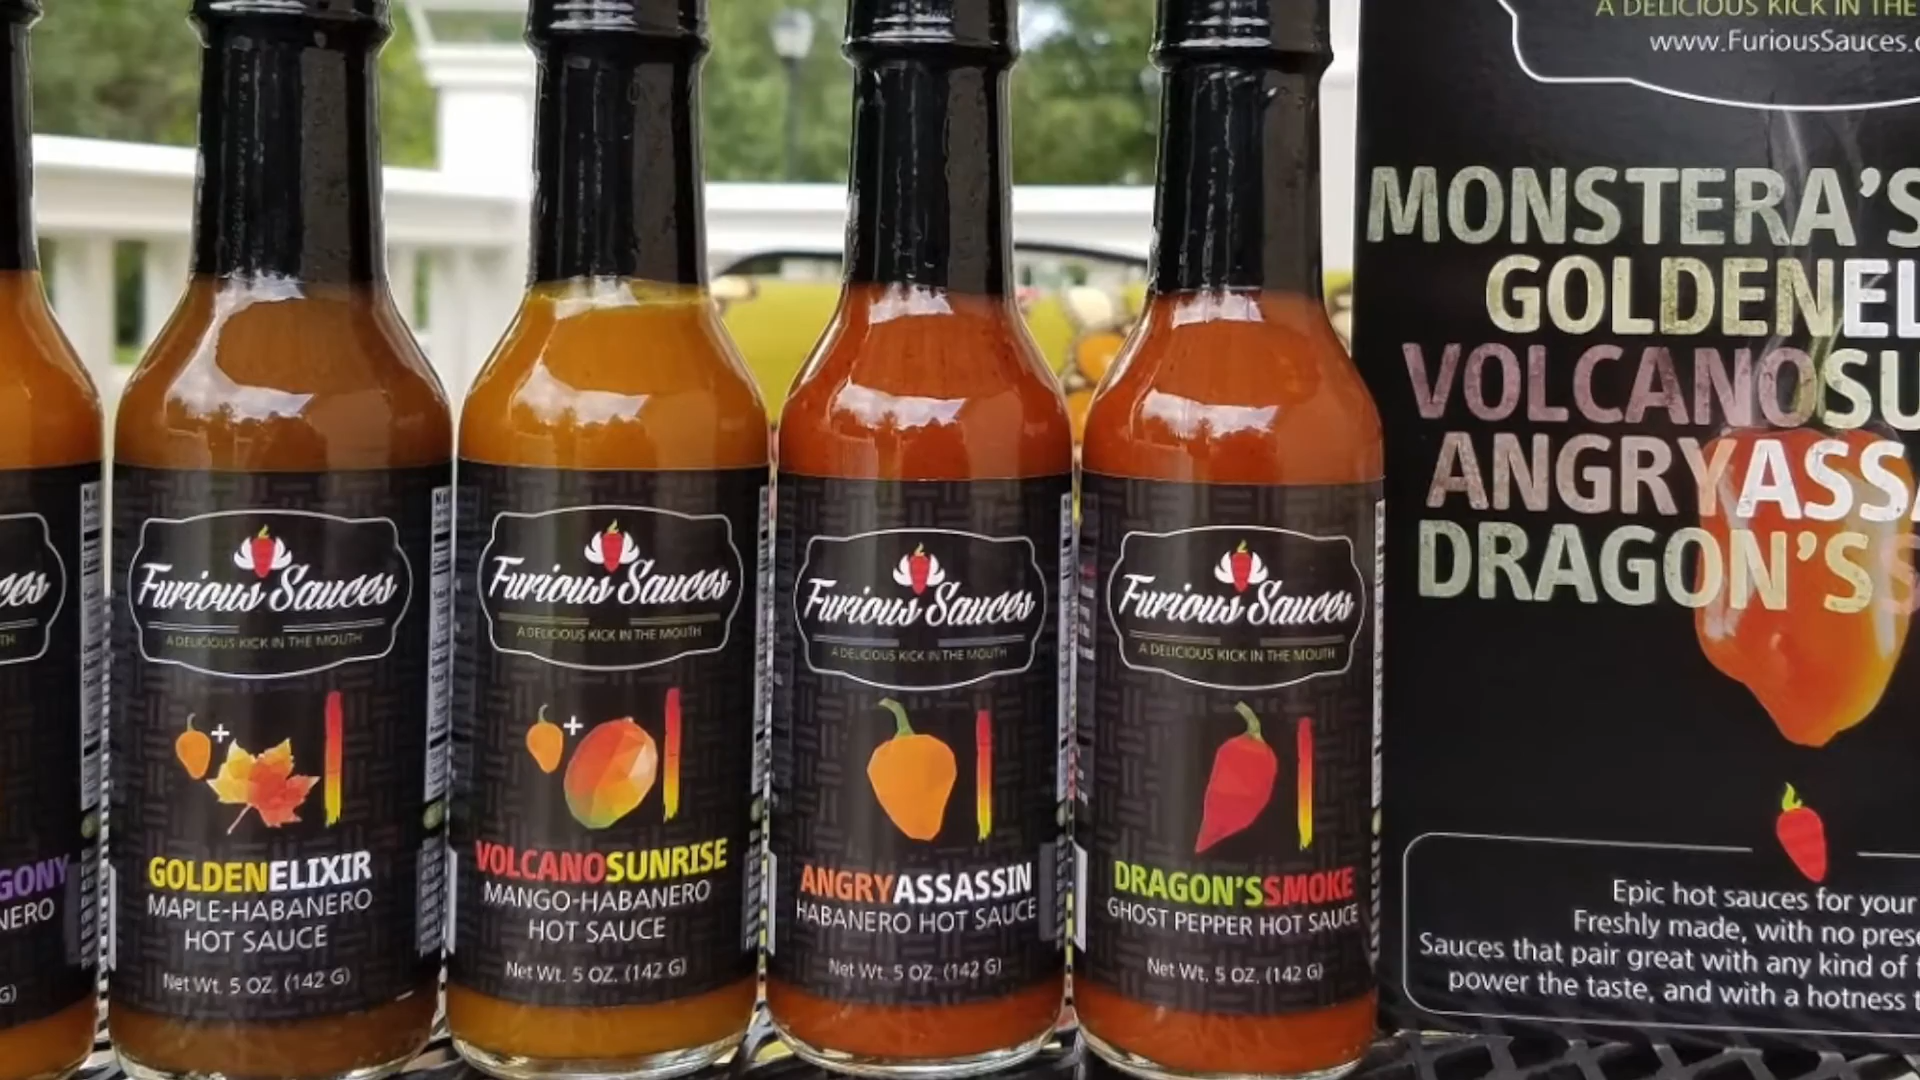 ces
TH
GONY
NERO
G)
Furious Sauces
A DELICIOUS KICK IN THE MOUTH
+
GOLDENELIXIR
MAPLE-HABANERO
HOT SAUCE
Net Wt. 5 OZ. (142 G)
Furious Sauces
A DELICIOUS KICK IN THE MOUTH
+
VOLCANOSUNRISE
MANGO-HABANERO
HOT SAUCE
Net Wt. 5 OZ. (142 G)
Furious Sauces
A DELICIOUS KICK IN THE MOUTH
ANGRYASSASSIN
HABANERO HOT SAUCE
Net Wt. 5 OZ. (142 G)
Furious Sauces
A DELICIOUS KICK IN THE MOUTH
DRAGON'SSMOKE
GHOST PEPPER HOT SAUCE
Net Wt. 5 OZ. (142 G)
A DELICIOUS KICK IN THE
www.FuriousSauces.
MONSTERA'S
GOLDENEL
VOLCANOSU
ANGRYASSA
DRAGON'SS
Epic hot sauces for your
Freshly made, with no prese
Sauces that pair great with any kind of f
power the taste, and with a hotness t